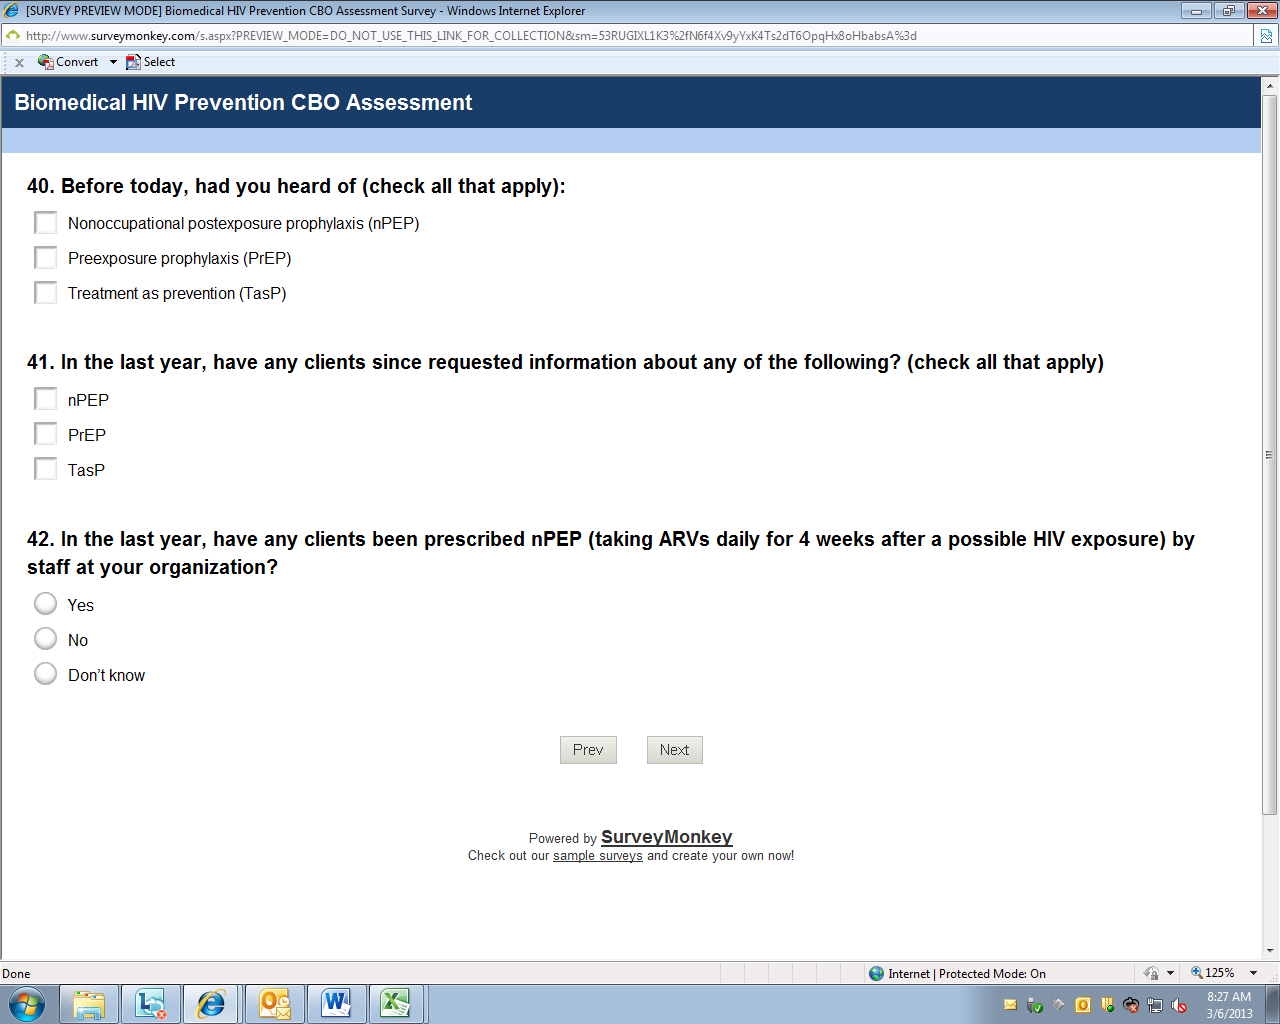 [SURVEY PREVIEW MODE] Biomedical HIV Prevention CBO Assessment Survey - Windows Internet Explorer
http://www.surveymonkey.com/s.aspx?PREVIEW_MODE=DO_NOT_USE_THIS_LINK_FOR_COLLECTION&sm=53RUGIXL1K3%2fN6f4Xv9yYxK4Ts2dT6OpqHx8oHbabsA%3d
x Convert Select
Biomedical HIV Prevention CBO Assessment
40. Before today, had you heard of (check all that apply):
Nonoccupational postexposure prophylaxis (nPEP)
Preexposure prophylaxis (PrEP)
Treatment as prevention (TasP)
41. In the last year, have any clients since requested information about any of the following? (check all that apply)
nPEP
PrEP
TasP
42. In the last year, have any clients been prescribed nPEP (taking ARVs daily for 4 weeks after a possible HIV exposure) by
staff at your organization?
Yes
No
Don't know
Prev Next
Powered by SurveyMonkey
Check out our sample surveys and create your own now!
Done Internet | Protected Mode: On 125%
8:27 AM
3/6/2013